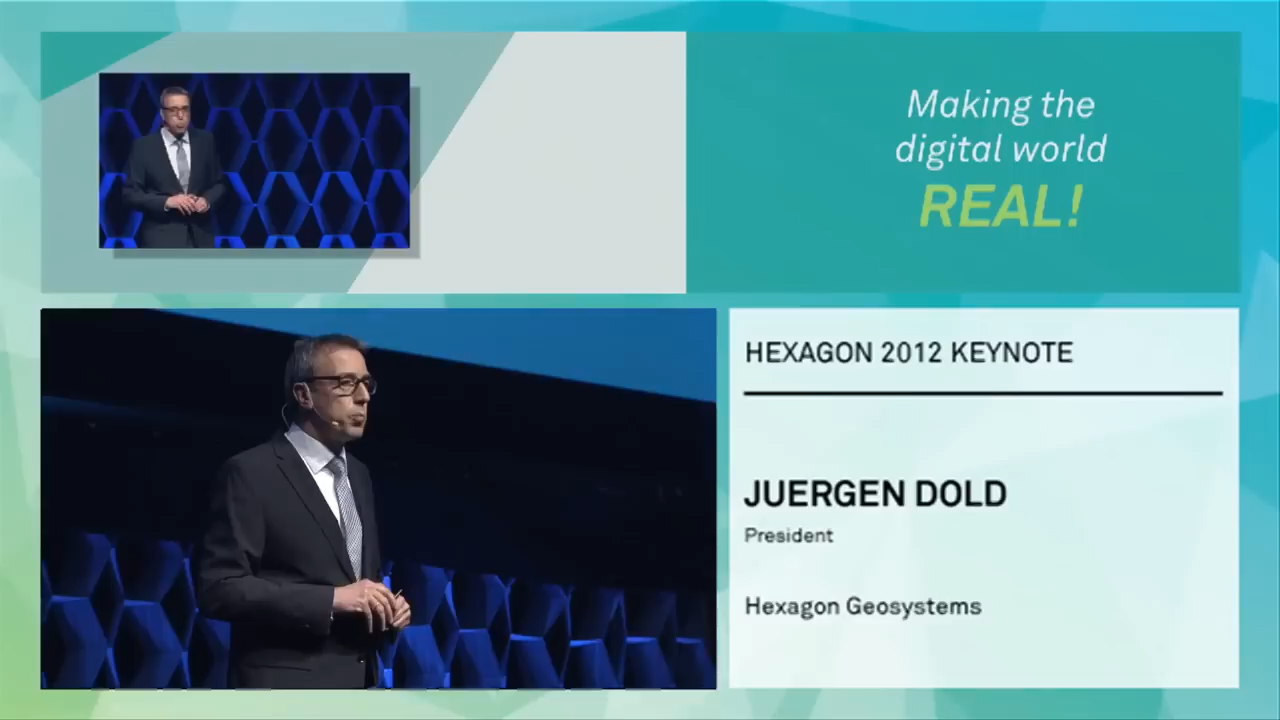 Making the
digital world
REAL!
HEXAGON 2012 KEYNOTE
JUERGEN DOLD
President
Hexagon Geosystems